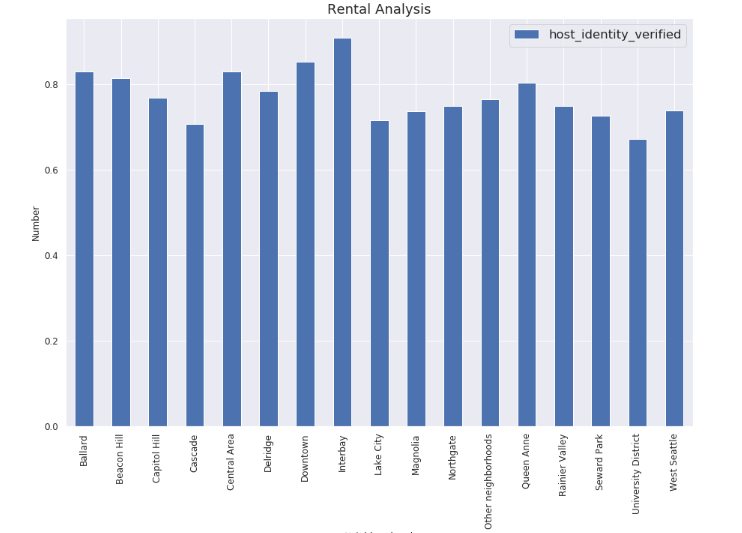 Rental Analysis
host_identity_verified
Number
0.8
0.6
0.4
0.2
0.0
Ballard
Beacon Hill
Capitol Hill
Cascade
Central Area
Delridge
Downtown
Interbay
Lake City
Magnolia
Northgate
Other neighborhoods
Queen Anne
Rainier Valley
Seward Park
University District
West Seattle